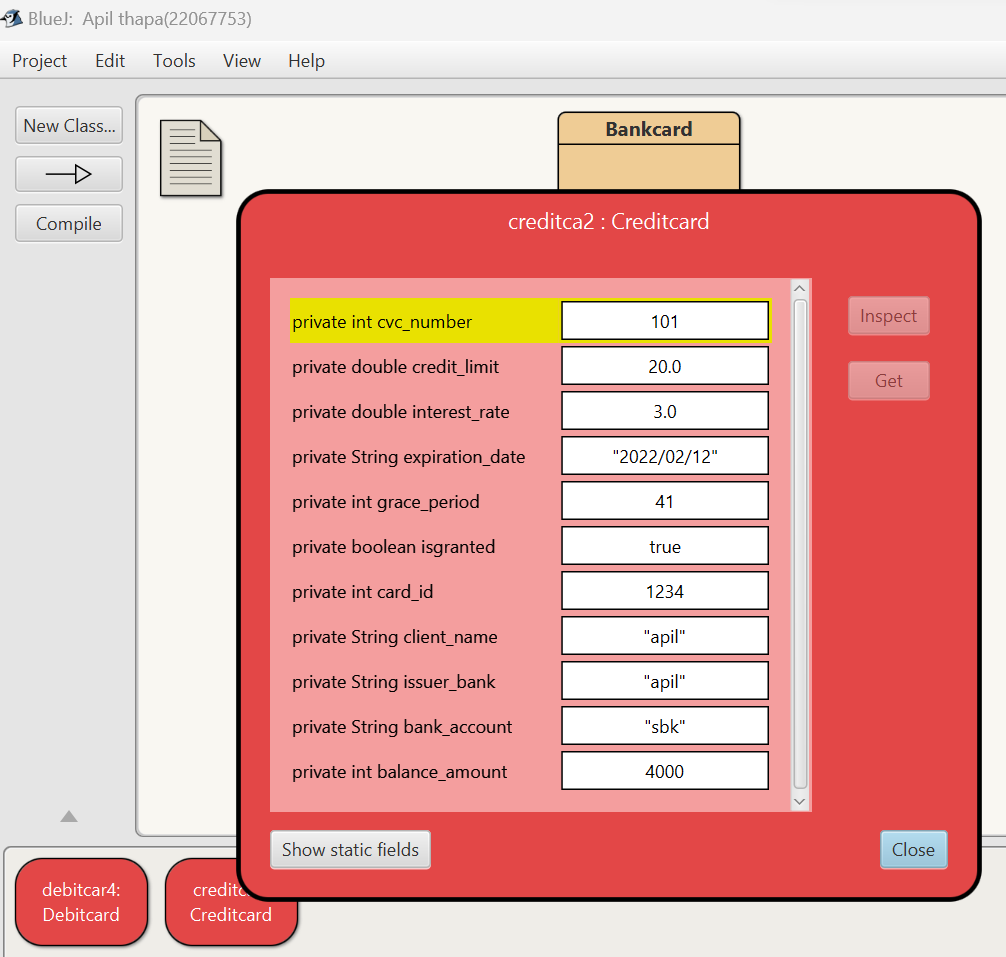 BlueJ: Apil thapa(22067753)
Project Edit Tools View Help
New Class...
Compile
Bankcard
creditca2 : Creditcard
private int cvc_number 101
private double credit_limit 20.0
private double interest_rate 3.0
private String expiration_date "2022/02/12"
private int grace_period 41
private boolean isgranted true
private int card_id 1234
private String client_name "apil"
private String issuer_bank "apil"
private String bank_account "sbk"
private int balance_amount 4000
Inspect
Get
Show static fields
Close
debitcar4:
Debitcard
Creditcard